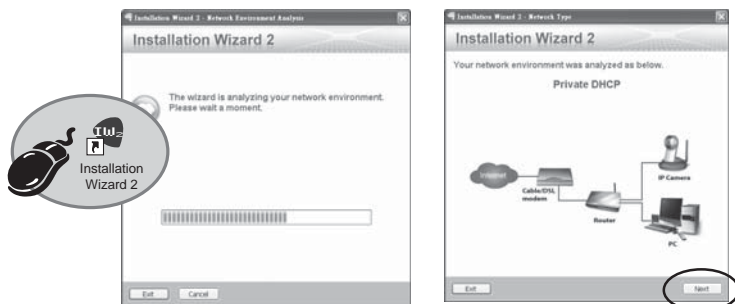 Installation Wizard 2 - Network Environment Analysis
Installation Wizard 2
The wizard is analyzing your network environment.
Please wait a moment.
IW2
Installation
Wizard 2
Exit
Cancel
Installation Wizard 2 - Network Type
Installation Wizard 2
Your network environment was analyzed as below.
Private DHCP
Internet
Cable/DSL
modem
Router
IP Camera
PC
Exit
Next